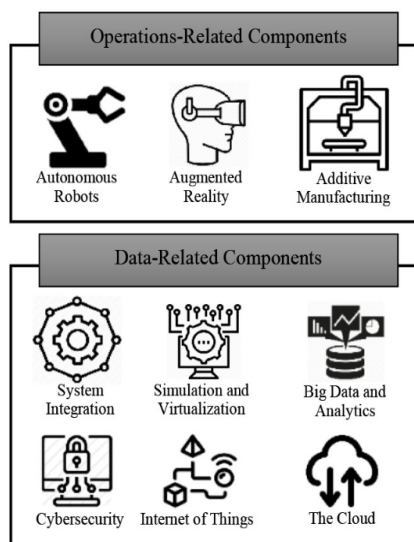 Operations-Related Components
Autonomous
Robots
Augmented
Reality
Additive
Manufacturing
Data-Related Components
System
Integration
Simulation and
Virtualization
Big Data and
Analytics
Cybersecurity
Internet of Things
The Cloud